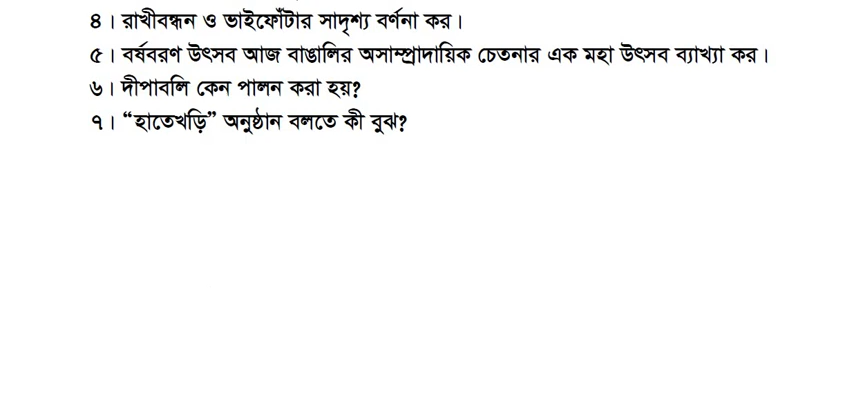 ৪। রাখীবন্ধন ও ভাইফোঁটার সাদৃশ্য বর্ণনা কর।
৫। বর্ষবরণ উৎসব আজ বাঙালির অসাম্প্রাদায়িক চেতনার এক মহা উৎসব ব্যাখ্যা কর।
৬। দীপাবলি কেন পালন করা হয়?
৭। “হাতেখড়ি” অনুষ্ঠান বলতে কী বুঝ?